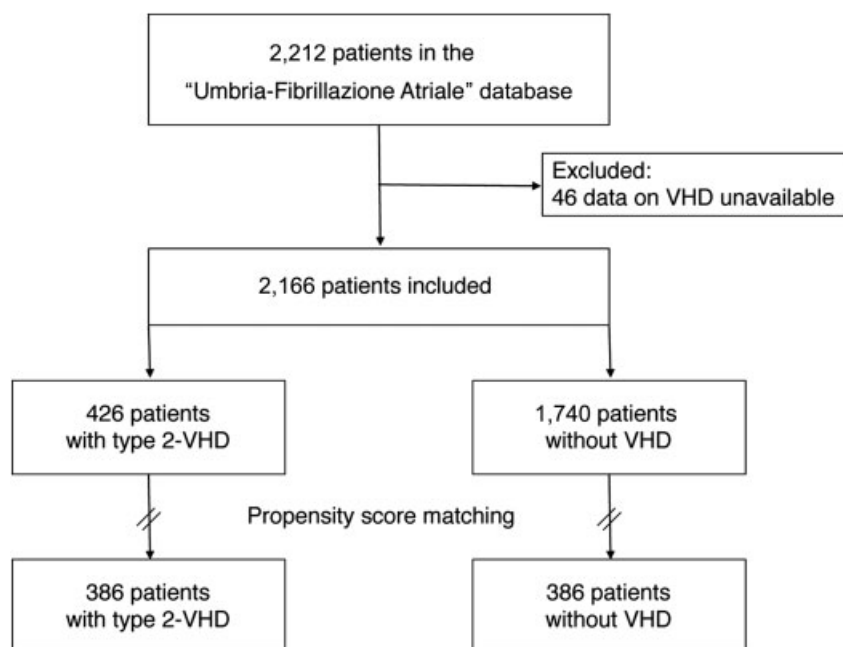 2,212 patients in the
“Umbria-Fibrillazione Atriale” database
Excluded:
46 data on VHD unavailable
2,166 patients included
426 patients
with type 2-VHD
1,740 patients
without VHD
Propensity score matching
386 patients
with type 2-VHD
386 patients
without VHD